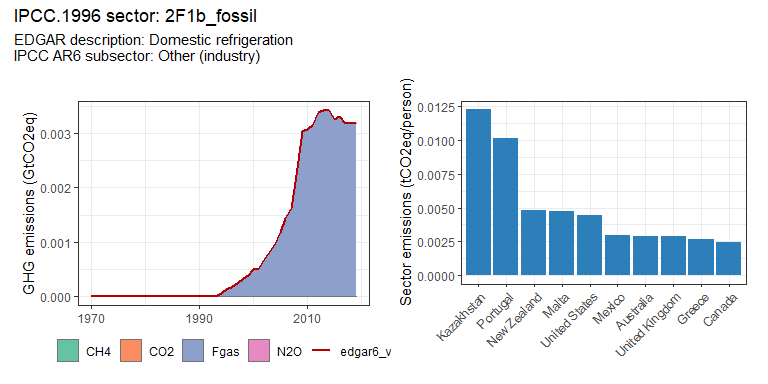 IPCC.1996 sector: 2F1b_fossil
EDGAR description: Domestic refrigeration
IPCC AR6 subsector: Other (industry)
GHG emissions (GtCO2eq)
0.003
0.002
0.001
0.000
1970
1990
2010
CH4
CO2
Fgas
N2O
edgar6_v
Sector emissions (tCO2eq/person)
0.0125
0.0100
0.0075
0.0050
0.0025
0.0000
Kazakhstan
Portugal
New Zealand
Malta
United States
Mexico
Australia
United Kingdom
Greece
Canada